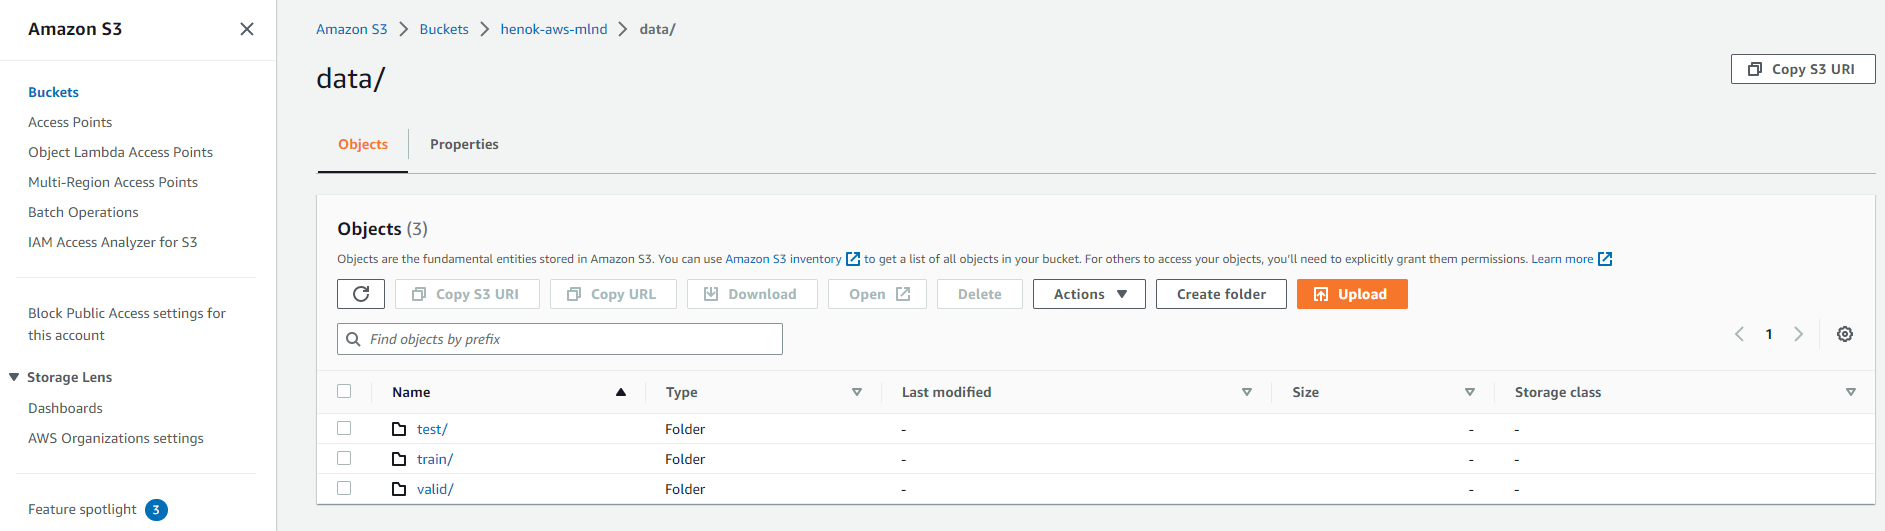 Amazon S3
Buckets
Access Points
Object Lambda Access Points
Multi-Region Access Points
Batch Operations
IAM Access Analyzer for S3
Block Public Access settings for
this account
Storage Lens
Dashboards
AWS Organizations settings
Feature spotlight 3
Amazon S3 Buckets henok-aws-mlnd data/
data/
Copy S3 URI
Objects Properties
Objects (3)
Objects are the fundamental entities stored in Amazon S3. You can use Amazon S3 inventory to get a list of all objects in your bucket. For others to access your objects, you'll need to explicitly grant them permissions. Learn more
Copy S3 URI Copy URL Download Open Delete Actions Create folder Upload
Find objects by prefix
1
Name Type Last modified Size Storage class
test/ Folder - - -
train/ Folder - - -
valid/ Folder - - -